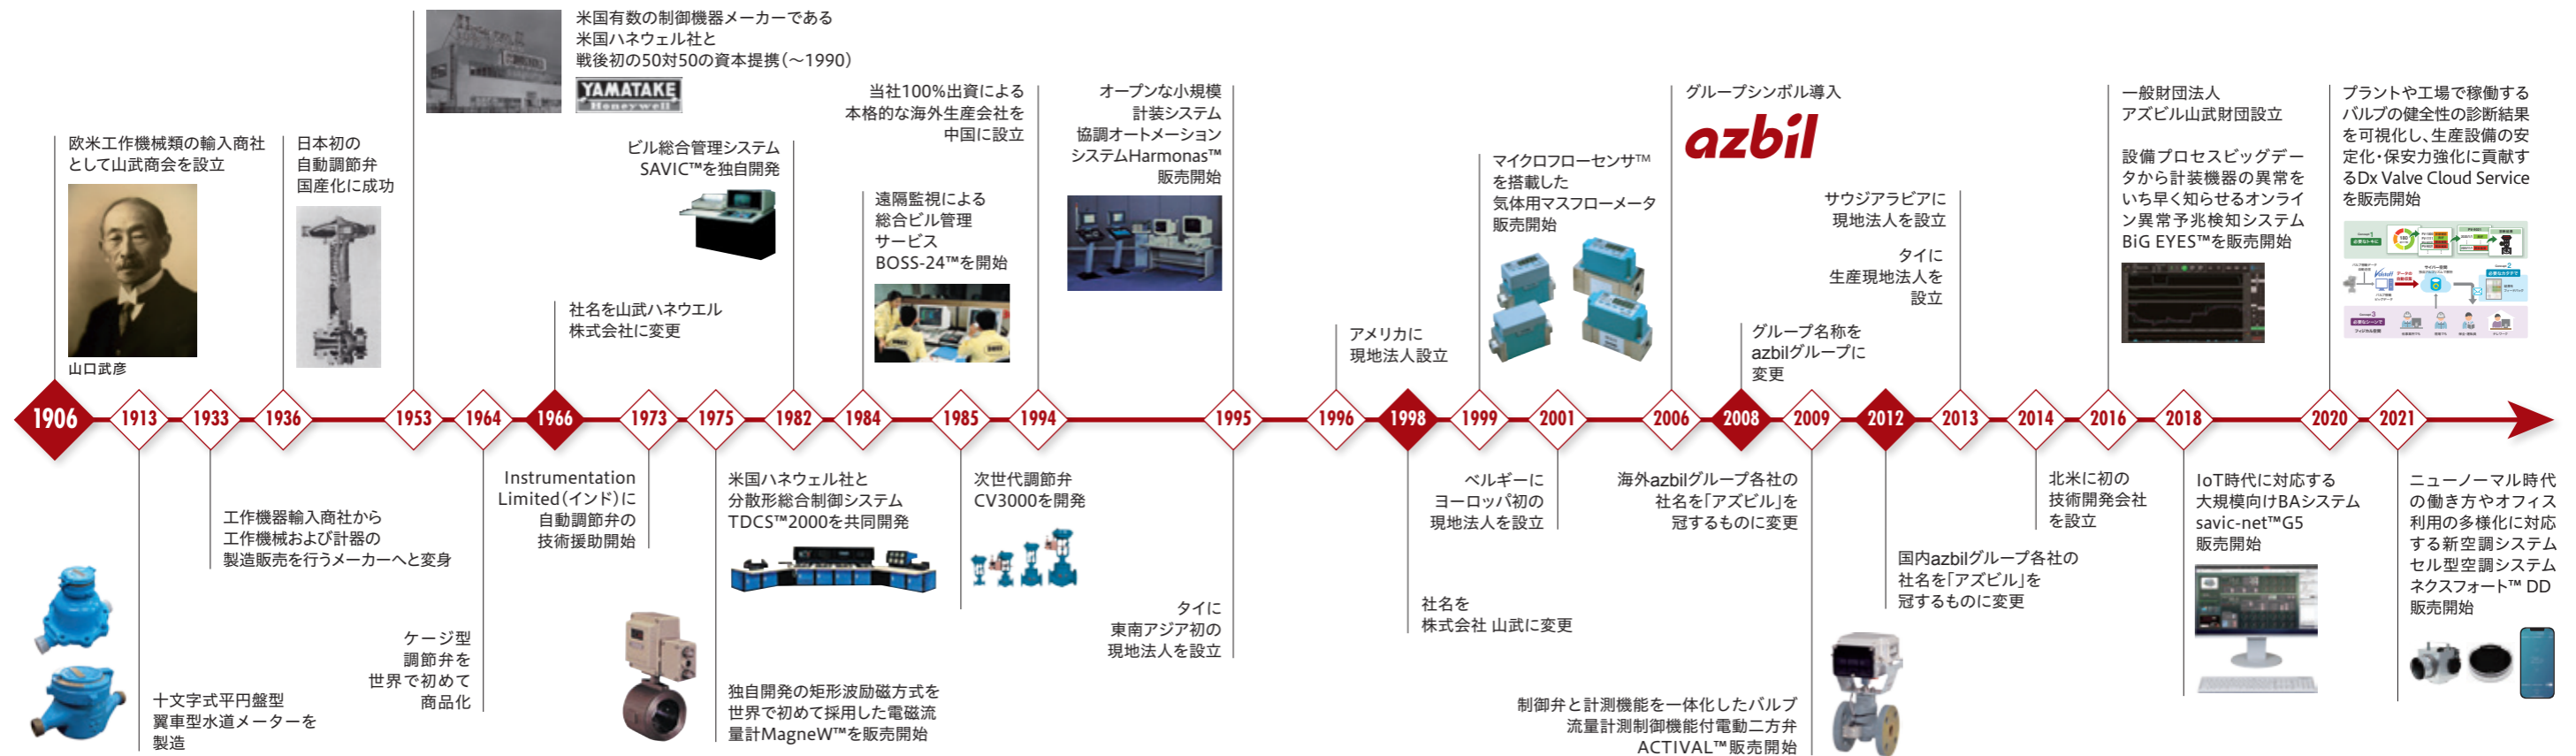 欧米工作機械類の輸入商社
として山武商会を設立
山口武彦
日本初の
自動調節弁
国産化に成功
米国有数の制御機器メーカーである
米国ハネウェル社と
戦後初の50対50の資本提携（〜1990）
YAMATAKE
Honeywell
社名を山武ハネウエル
株式会社に変更
ビル総合管理システム
SAVIC™を独自開発
遠隔監視による
総合ビル管理
サービス
BOSS-24™を開始
当社100%出資による
本格的な海外生産会社を
中国に設立
オープンな小規模
計装システム
協調オートメーション
システムHarmonas™
販売開始
アメリカに
現地法人設立
マイクロフローセンサ™
を搭載した
気体用マスフローメータ
販売開始
グループシンボル導入
azbil
グループ名称を
azbilグループに
変更
サウジアラビアに
現地法人を設立
タイに
生産現地法人を
設立
一般財団法人
アズビル山武財団設立
設備プロセスビッグデー
タから計装機器の異常を
いち早く知らせるオンライ
ン異常予兆検知システム
BiG EYES™を販売開始
プラントや工場で稼働する
バルブの健全性の診断結果
を可視化し、生産設備の安
定化・保安力強化に貢献す
るDx Valve Cloud Service
を販売開始
1906 1913 1933 1936 1953 1964 1966 1973 1975 1982 1984 1985 1994 1995 1996 1998 1999 2001 2006 2008 2009 2012 2013 2014 2016 2018 2020 2021
十文字式平円盤型
翼車型水道メーターを
製造
工作機器輸入商社から
工作機械および計器の
製造販売を行うメーカーへと変身
ケージ型
調節弁を
世界で初めて
商品化
Instrumentation
Limited（インド）に
自動調節弁の
技術援助開始
米国ハネウェル社と
分散形総合制御システム
TDCS™2000を共同開発
独自開発の矩形波励磁方式を
世界で初めて採用した電磁流
量計MagneW™を販売開始
次世代調節弁
CV3000を開発
タイに
東南アジア初の
現地法人を設立
社名を
株式会社 山武に変更
ベルギーに
ヨーロッパ初の
現地法人を設立
海外azbilグループ各社の
社名を「アズビル」を
冠するものに変更
制御弁と計測機能を一体化したバルブ
流量計測制御機能付電動二方弁
ACTIVAL™販売開始
国内azbilグループ各社の
社名を「アズビル」を
冠するものに変更
北米に初の
技術開発会社
を設立
IoT時代に対応する
大規模向けBAシステム
savic-net™G5
販売開始
ニューノーマル時代
の働き方やオフィス
利用の多様化に対応
する新空調システム
セル型空調システム
ネクスフォート™ DD
販売開始